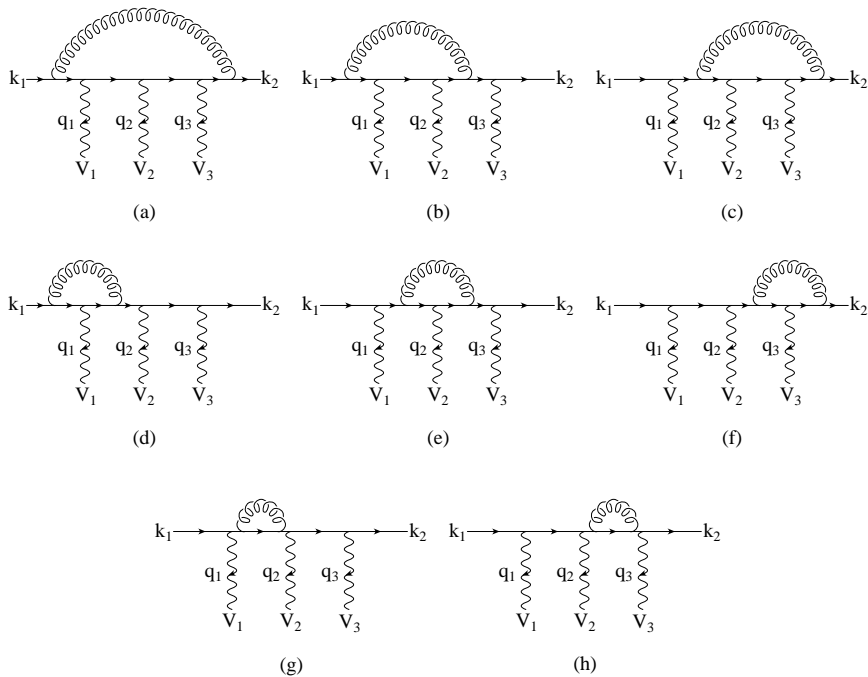 k1 k2 k1 k2 k1 k2
q1 q2 q3 q1 q2 q3 q1 q2 q3
V1 V2 V3 V1 V2 V3 V1 V2 V3
(a) (b) (c)
k1 k2 k1 k2 k1 k2
q1 q2 q3 q1 q2 q3 q1 q2 q3
V1 V2 V3 V1 V2 V3 V1 V2 V3
(d) (e) (f)
k1 k2 k1 k2
q1 q2 q3 q1 q2 q3
V1 V2 V3 V1 V2 V3
(g) (h)